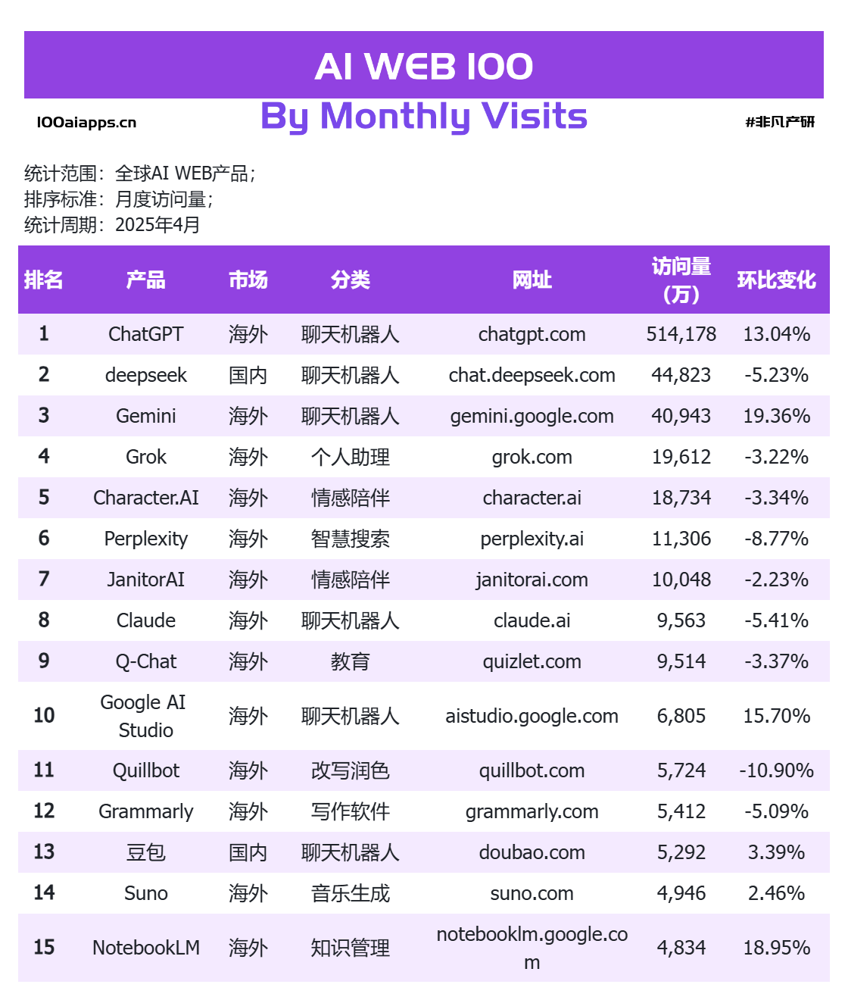 AI WEB 100
By Monthly Visits
100aiapps.cn
#非凡产研
统计范围：全球AI WEB产品；
排序标准：月度访问量；
统计周期：2025年4月
排名 产品 市场 分类 网址 访问量（万） 环比变化
1 ChatGPT 海外 聊天机器人 chatgpt.com 514,178 13.04%
2 deepseek 国内 聊天机器人 chat.deepseek.com 44,823 -5.23%
3 Gemini 海外 聊天机器人 gemini.google.com 40,943 19.36%
4 Grok 海外 个人助理 grok.com 19,612 -3.22%
5 Character.AI 海外 情感陪伴 character.ai 18,734 -3.34%
6 Perplexity 海外 智慧搜索 perplexity.ai 11,306 -8.77%
7 JanitorAI 海外 情感陪伴 janitorai.com 10,048 -2.23%
8 Claude 海外 聊天机器人 claude.ai 9,563 -5.41%
9 Q-Chat 海外 教育 quizlet.com 9,514 -3.37%
10 Google AI Studio 海外 聊天机器人 aistudio.google.com 6,805 15.70%
11 Quillbot 海外 改写润色 quillbot.com 5,724 -10.90%
12 Grammarly 海外 写作软件 grammarly.com 5,412 -5.09%
13 豆包 国内 聊天机器人 doubao.com 5,292 3.39%
14 Suno 海外 音乐生成 suno.com 4,946 2.46%
15 NotebookLM 海外 知识管理 notebooklm.google.com 4,834 18.95%